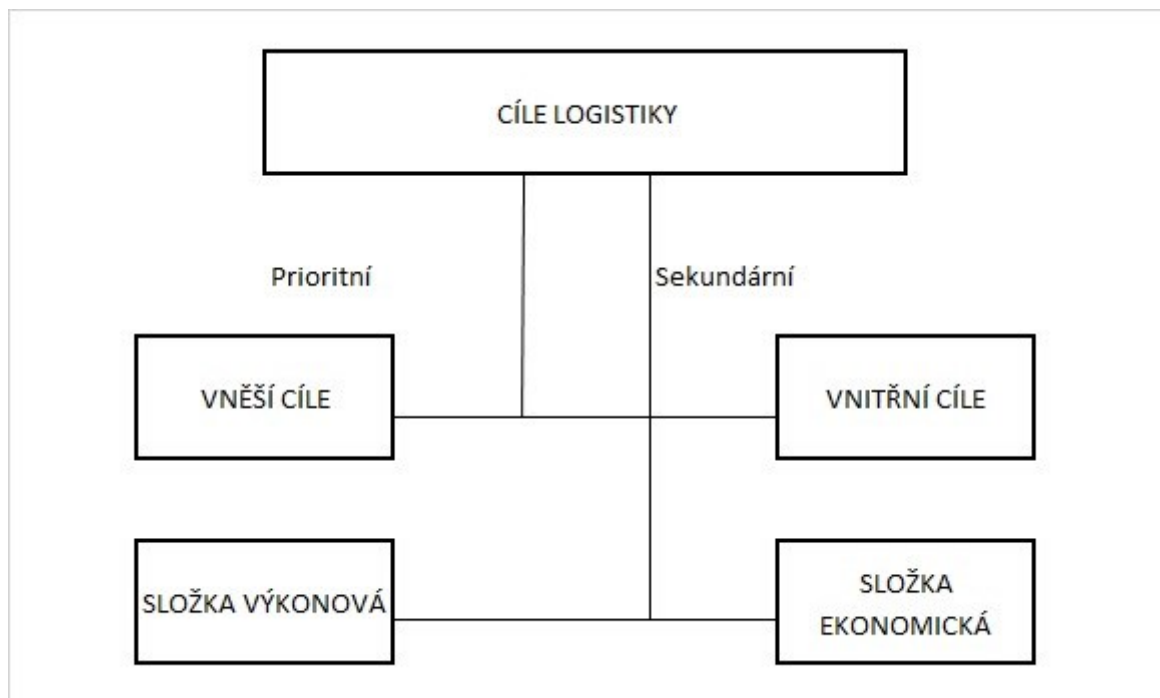 CÍLE LOGISTIKY
Prioritní
Sekundární
VNĚŠÍ CÍLE
VNITŘNÍ CÍLE
SLOŽKA VÝKONOVÁ
SLOŽKA
EKONOMICKÁ